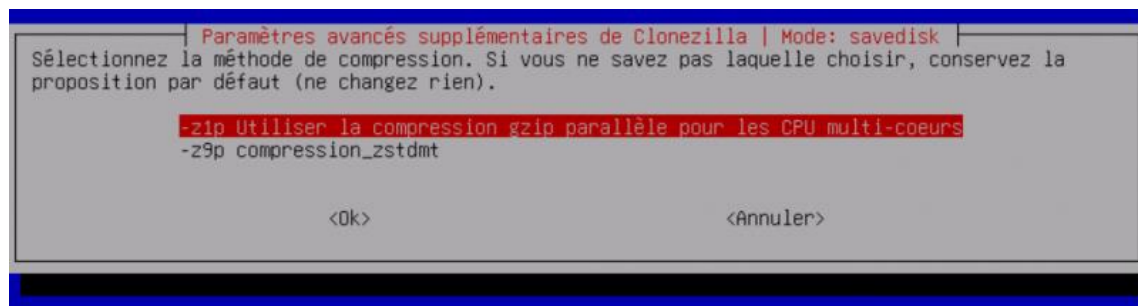 Paramètres avancés supplémentaires de Clonezilla | Mode: savedisk
Sélectionnez la méthode de compression. Si vous ne savez pas laquelle choisir, conservez la
proposition par défaut (ne changez rien).
-z1p Utiliser la compression gzip parallèle pour les CPU multi-coeurs
-z9p compression_zstdmt
<Ok> <Annuler>